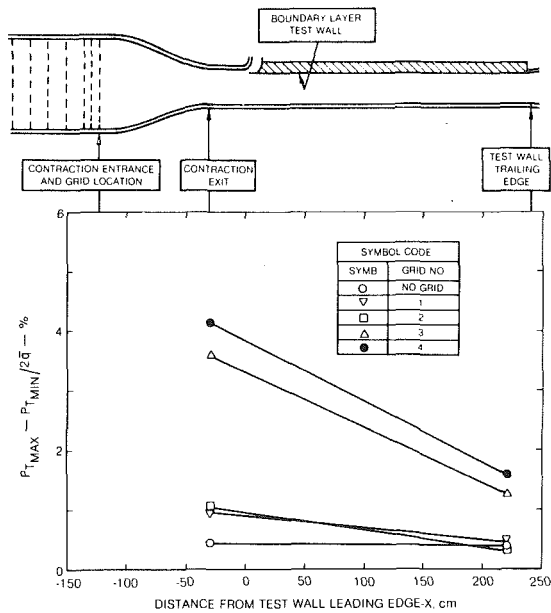 BOUNDARY LAYER
TEST WALL
CONTRACTION ENTRANCE
AND GRID LOCATION
CONTRACTION
EXIT
TEST WALL
TRAILING
EDGE
6
4
2
0
P_T_MAX — P_T_MIN/2q̄ — %
SYMBOL CODE
SYMB GRID NO
○ NO GRID
▽ 1
□ 2
△ 3
● 4
-150 -100 -50 0 50 100 150 200 250
DISTANCE FROM TEST WALL LEADING EDGE-X, cm